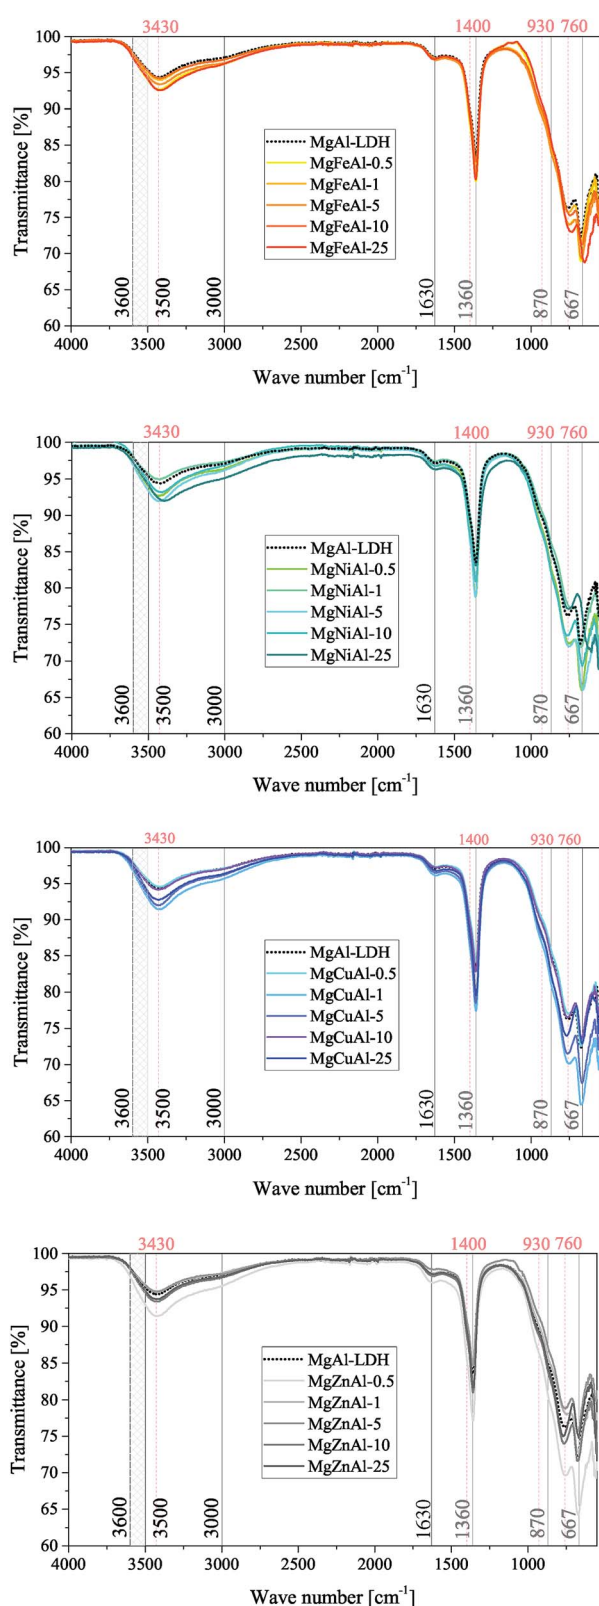 3430 1400 930 760
100
95
90
85
80
75
70
65
60
Transmittance [%]
MgAl-LDH
MgFeAl-0.5
MgFeAl-1
MgFeAl-5
MgFeAl-10
MgFeAl-25
3600 3500 3000 1630 1360 870 667
4000 3500 3000 2500 2000 1500 1000
Wave number [cm⁻¹]
3430 1400 930 760
100
95
90
85
80
75
70
65
60
Transmittance [%]
MgAl-LDH
MgNiAl-0.5
MgNiAl-1
MgNiAl-5
MgNiAl-10
MgNiAl-25
3600 3500 3000 1630 1360 870 667
4000 3500 3000 2500 2000 1500 1000
Wave number [cm⁻¹]
3430 1400 930 760
100
95
90
85
80
75
70
65
60
Transmittance [%]
MgAl-LDH
MgCuAl-0.5
MgCuAl-1
MgCuAl-5
MgCuAl-10
MgCuAl-25
3600 3500 3000 1630 1360 870 667
4000 3500 3000 2500 2000 1500 1000
Wave number [cm⁻¹]
3430 1400 930 760
100
95
90
85
80
75
70
65
60
Transmittance [%]
MgAl-LDH
MgZnAl-0.5
MgZnAl-1
MgZnAl-5
MgZnAl-10
MgZnAl-25
3600 3500 3000 1630 1360 870 667
4000 3500 3000 2500 2000 1500 1000
Wave number [cm⁻¹]